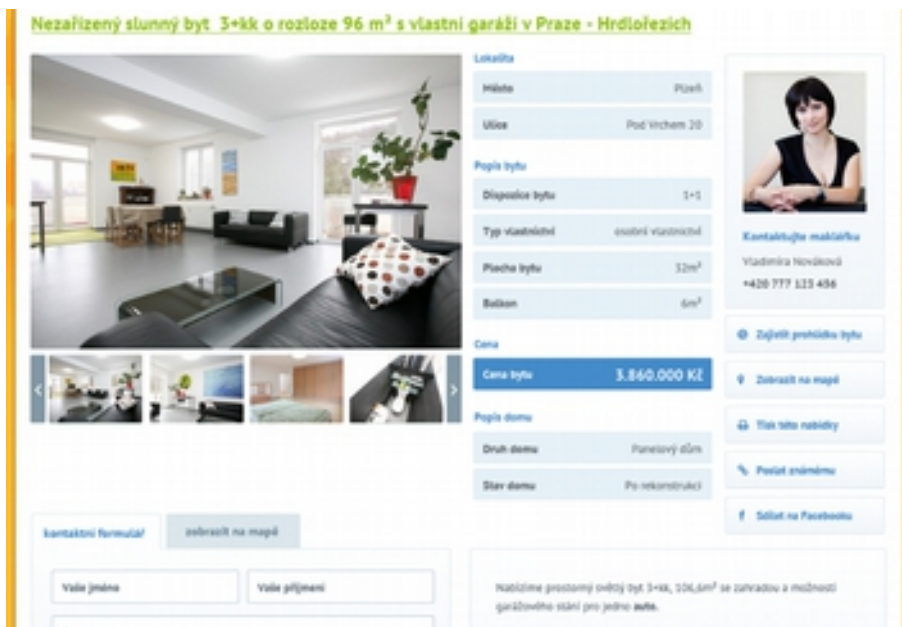 Nezařízený slunný byt 3+kk o rozloze 96 m² s vlastní garáží v Praze - Hrdlořezích
Lokalita
Město Plzeň
Ulice Pod Vrchem 20
Popis bytu
Dispozice bytu 1+1
Typ vlastnictví osobní vlastnictví
Plocha bytu 32m²
Balkon 6m²
Cena
Cena bytu 3.860.000 Kč
Popis domu
Druh domu Panelový dům
Stav domu Po rekonstrukci
Kontaktujte makléřku
Vladimíra Nováková
+420 777 123 456
Zajistit prohlídku bytu
Zobrazit na mapě
Tisk této nabídky
Poslat známému
Sdílet na Facebooku
kontaktní formulář
zobrazit na mapě
Vaše jméno
Vaše příjmení
Nabízíme prostorný světlý byt 3+kk, 106,6m² se zahradou a možností
garážového stání pro jedno auto.